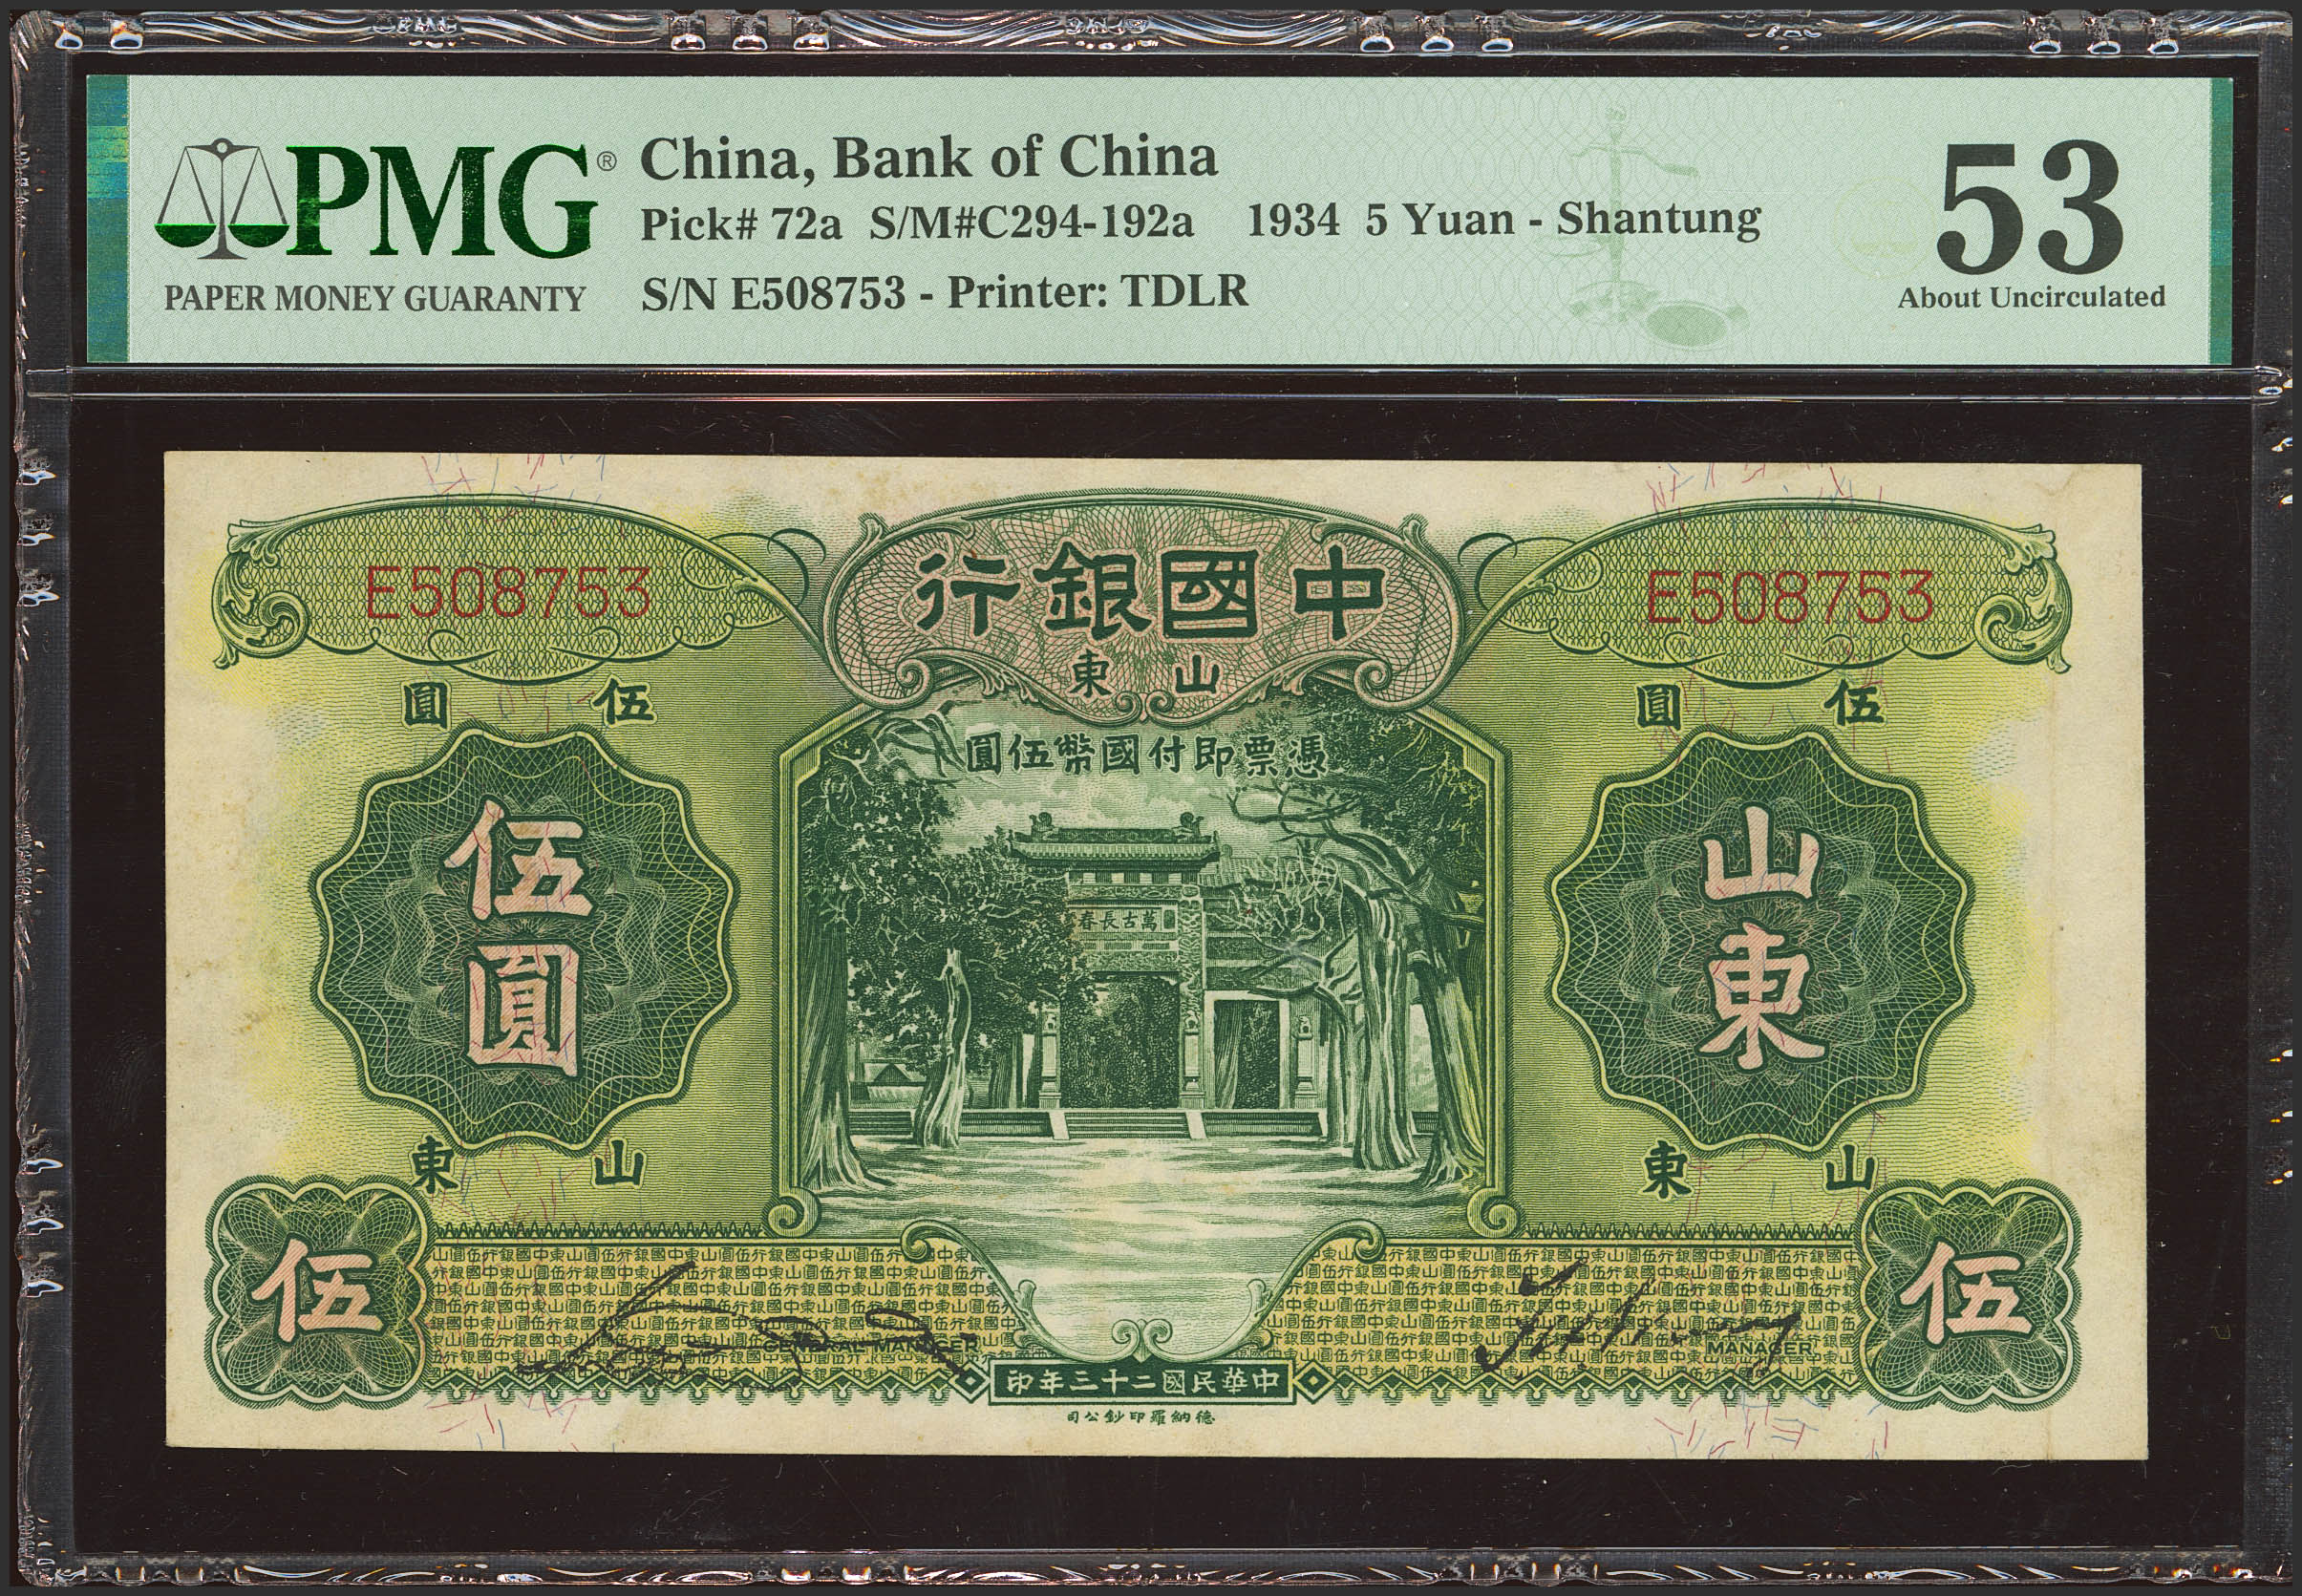 PMG®
PAPER MONEY GUARANTY
China, Bank of China
Pick# 72a S/M#C294-192a 1934 5 Yuan - Shantung
S/N E508753 - Printer: TDLR
53
About Uncirculated
E508753
中國銀行
山東
E508753
伍圓
伍圓
憑票即付國幣伍圓
伍圓
萬古長春
山東
山東
山東
伍
伍
GENERAL MANAGER
MANAGER
中華民國二十三年印
德納羅印鈔公司